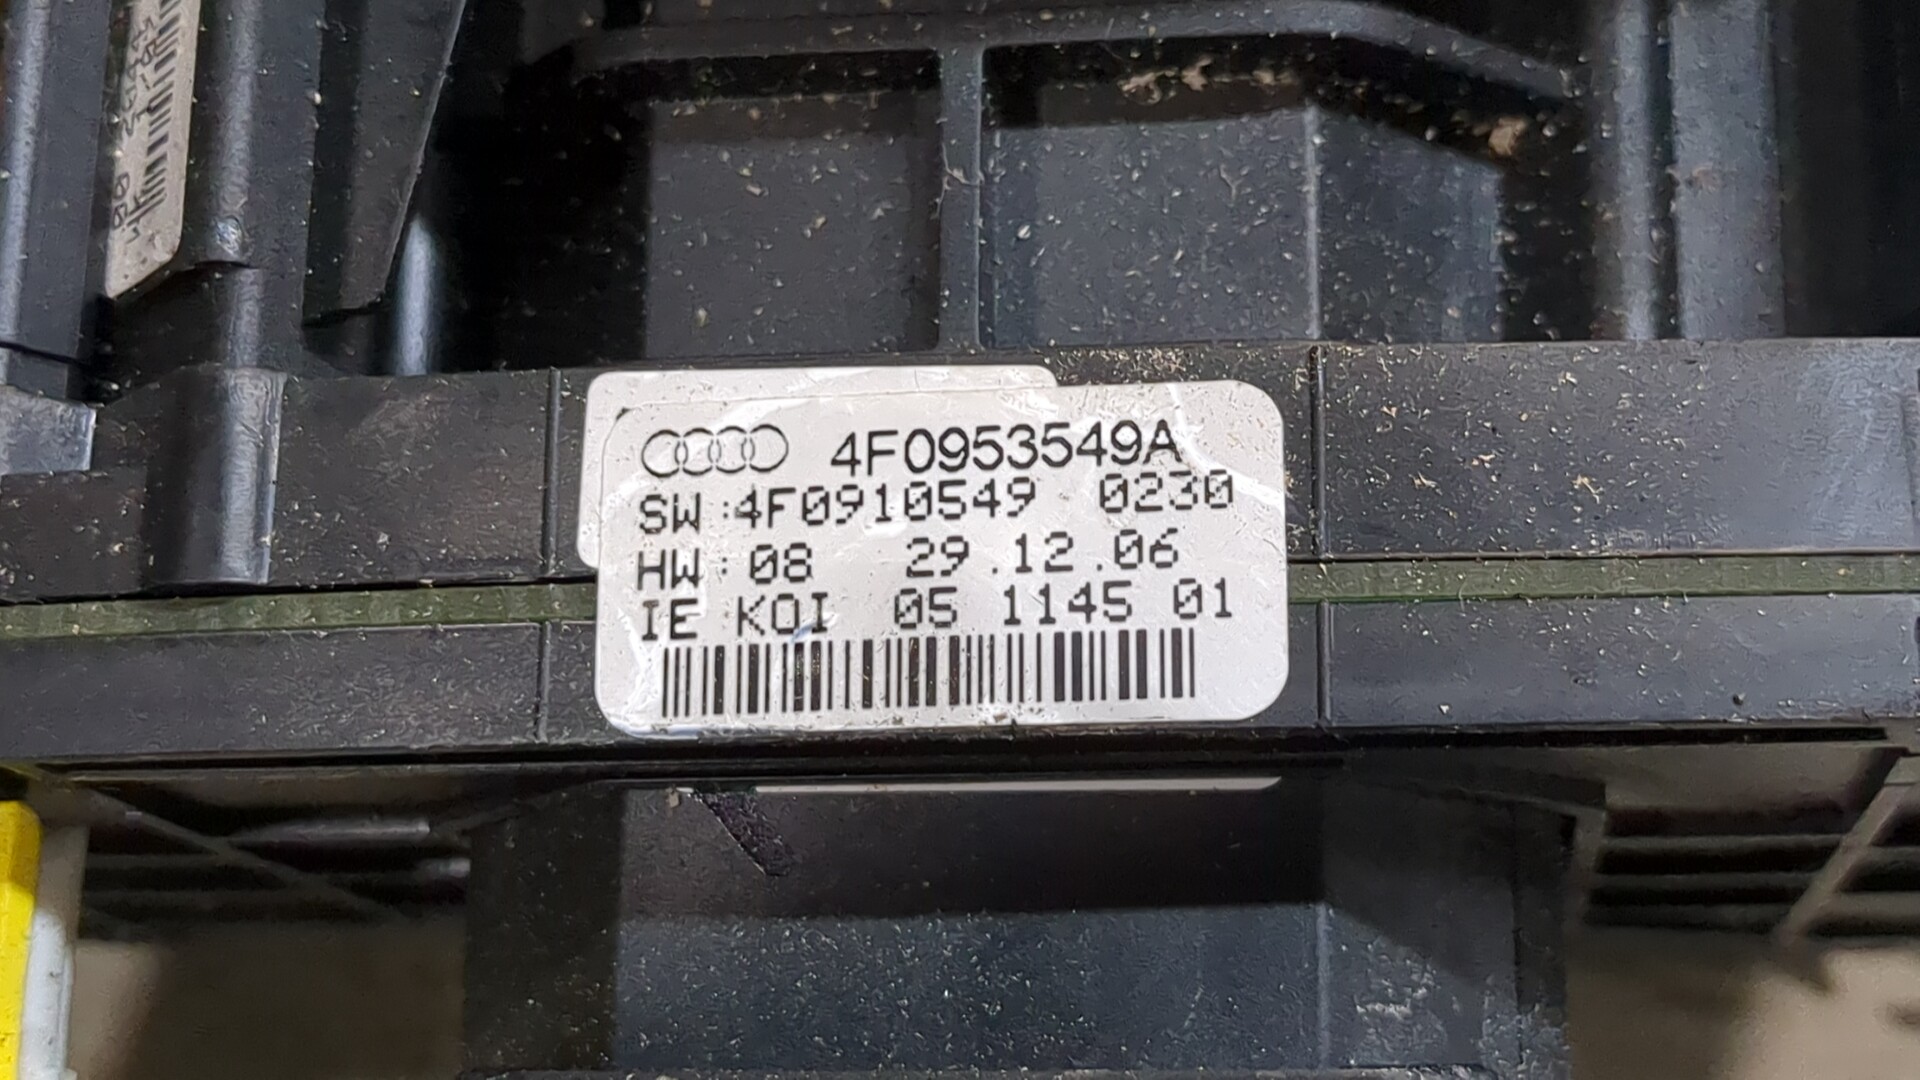 4F0953549A
SW:4F0910549 0230
HW:08 29.12.06
IE KOI 05 1145 01